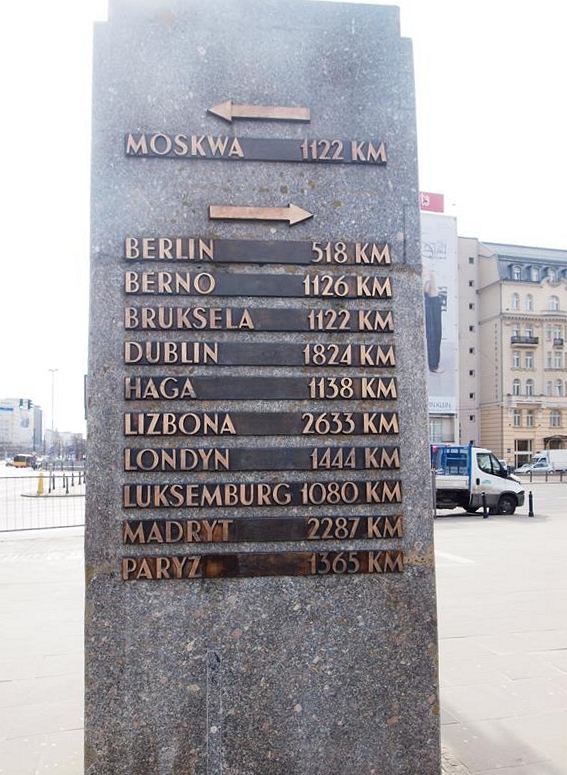 MOSKWA 1122 KM
BERLIN 518 KM
BERNO 1126 KM
BRUKSELA 1122 KM
DUBLIN 1824 KM
HAGA 1138 KM
LIZBONA 2633 KM
LONDYN 1444 KM
LUKSEMBURG 1080 KM
MADRYT 2287 KM
PARYZ 1365 KM